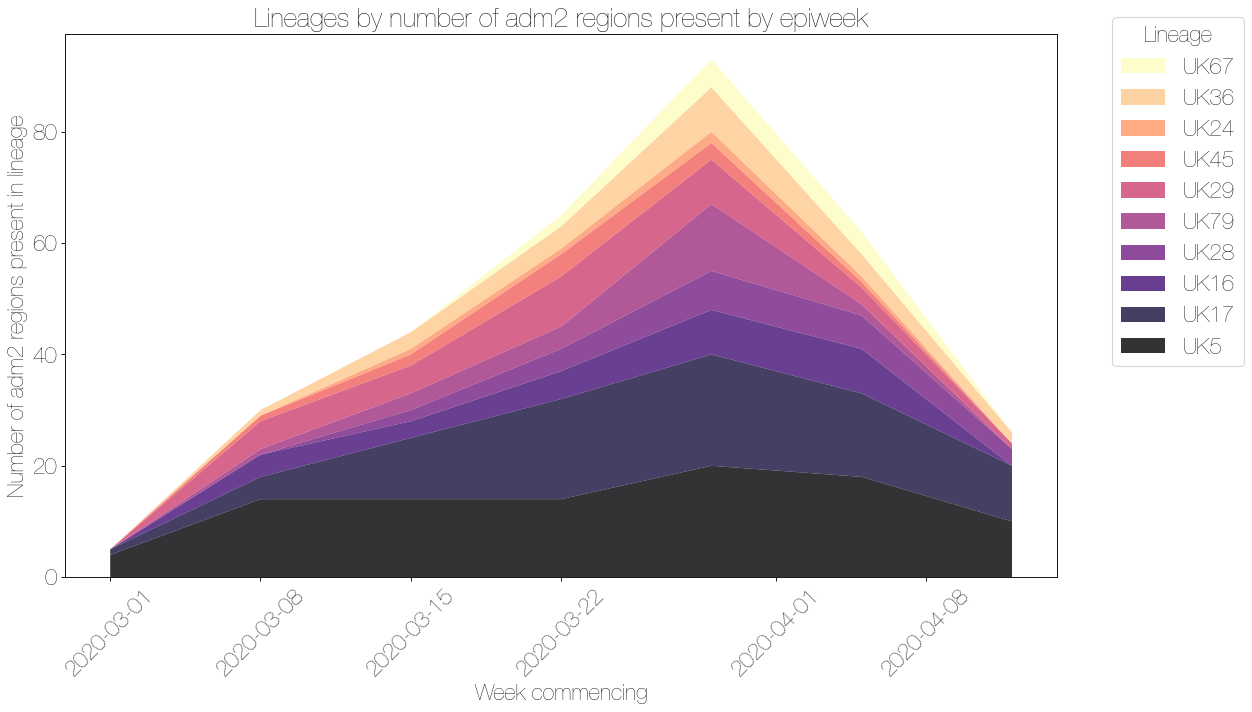 Lineages by number of adm2 regions present by epiweek
Number of adm2 regions present in lineage
80
60
40
20
0
2020-03-01
2020-03-08
2020-03-15
2020-03-22
2020-04-01
2020-04-08
Week commencing
Lineage
UK67
UK36
UK24
UK45
UK29
UK79
UK28
UK16
UK17
UK5